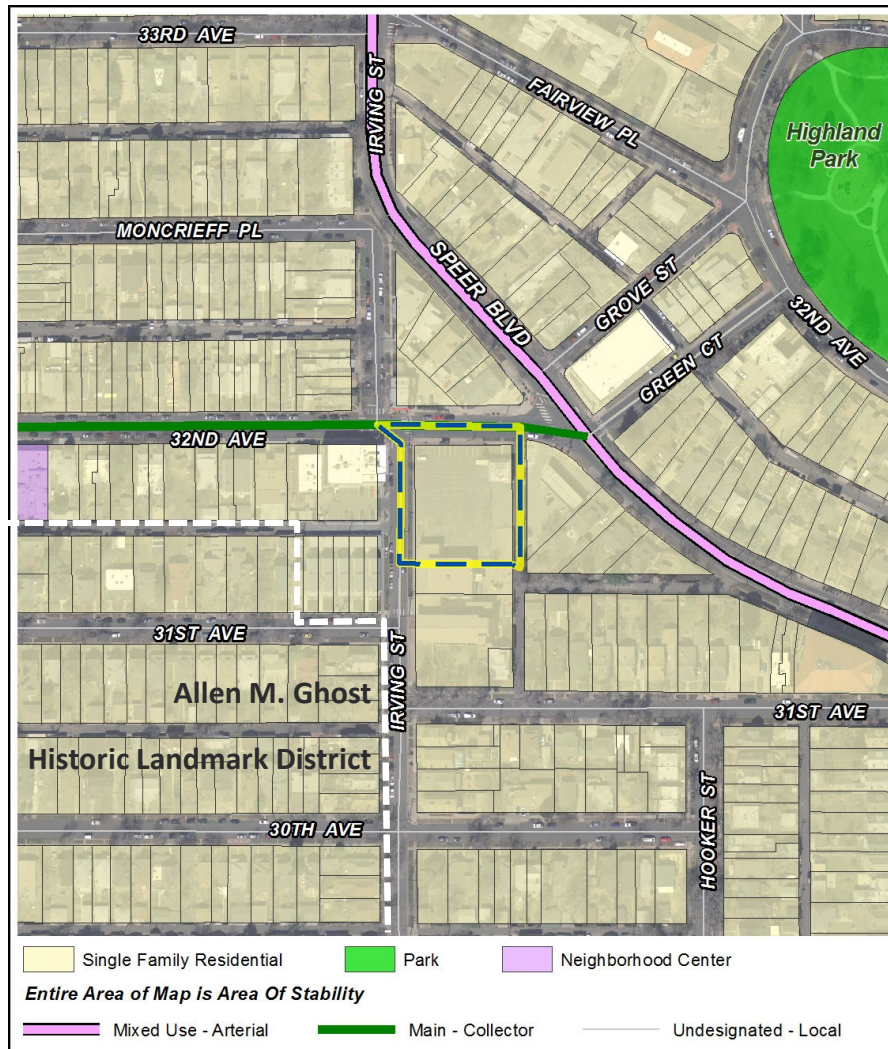 33RD AVE
IRVING ST
FAIRVIEW PL
Highland
Park
MONCRIEFF PL
SPEER BLVD
GROVE ST
32ND AVE
GREEN CT
32ND AVE
31ST AVE
Allen M. Ghost
IRVING ST
31ST AVE
Historic Landmark District
30TH AVE
HOOKER ST
Single Family Residential
Park
Neighborhood Center
Entire Area of Map is Area Of Stability
Mixed Use - Arterial
Main - Collector
Undesignated - Local